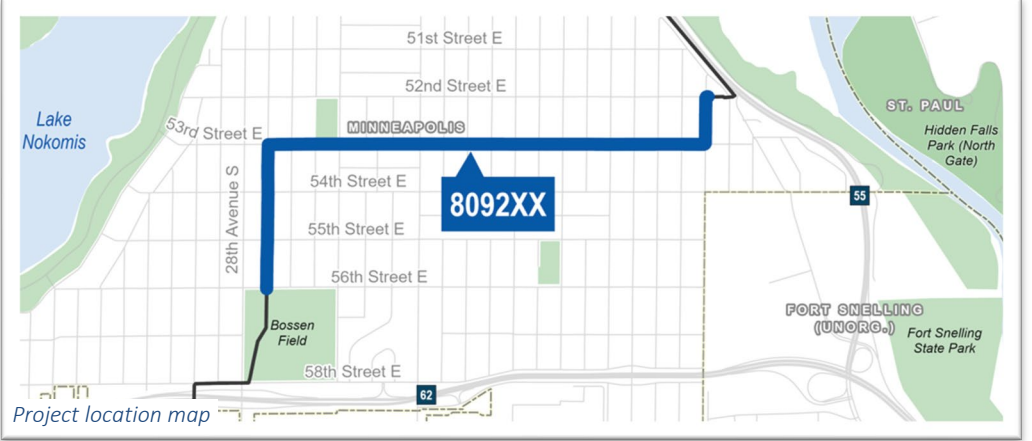 51st Street E
52nd Street E
ST. PAUL
Lake
Nokomis
53rd Street E
MINNEAPOLIS
Hidden Falls
Park (North
Gate)
54th Street E
8092XX
55
28th Avenue S
55th Street E
56th Street E
FORT SNELLING
(UNORG.)
Bossen
Field
Fort Snelling
State Park
58th Street E
62
Project location map